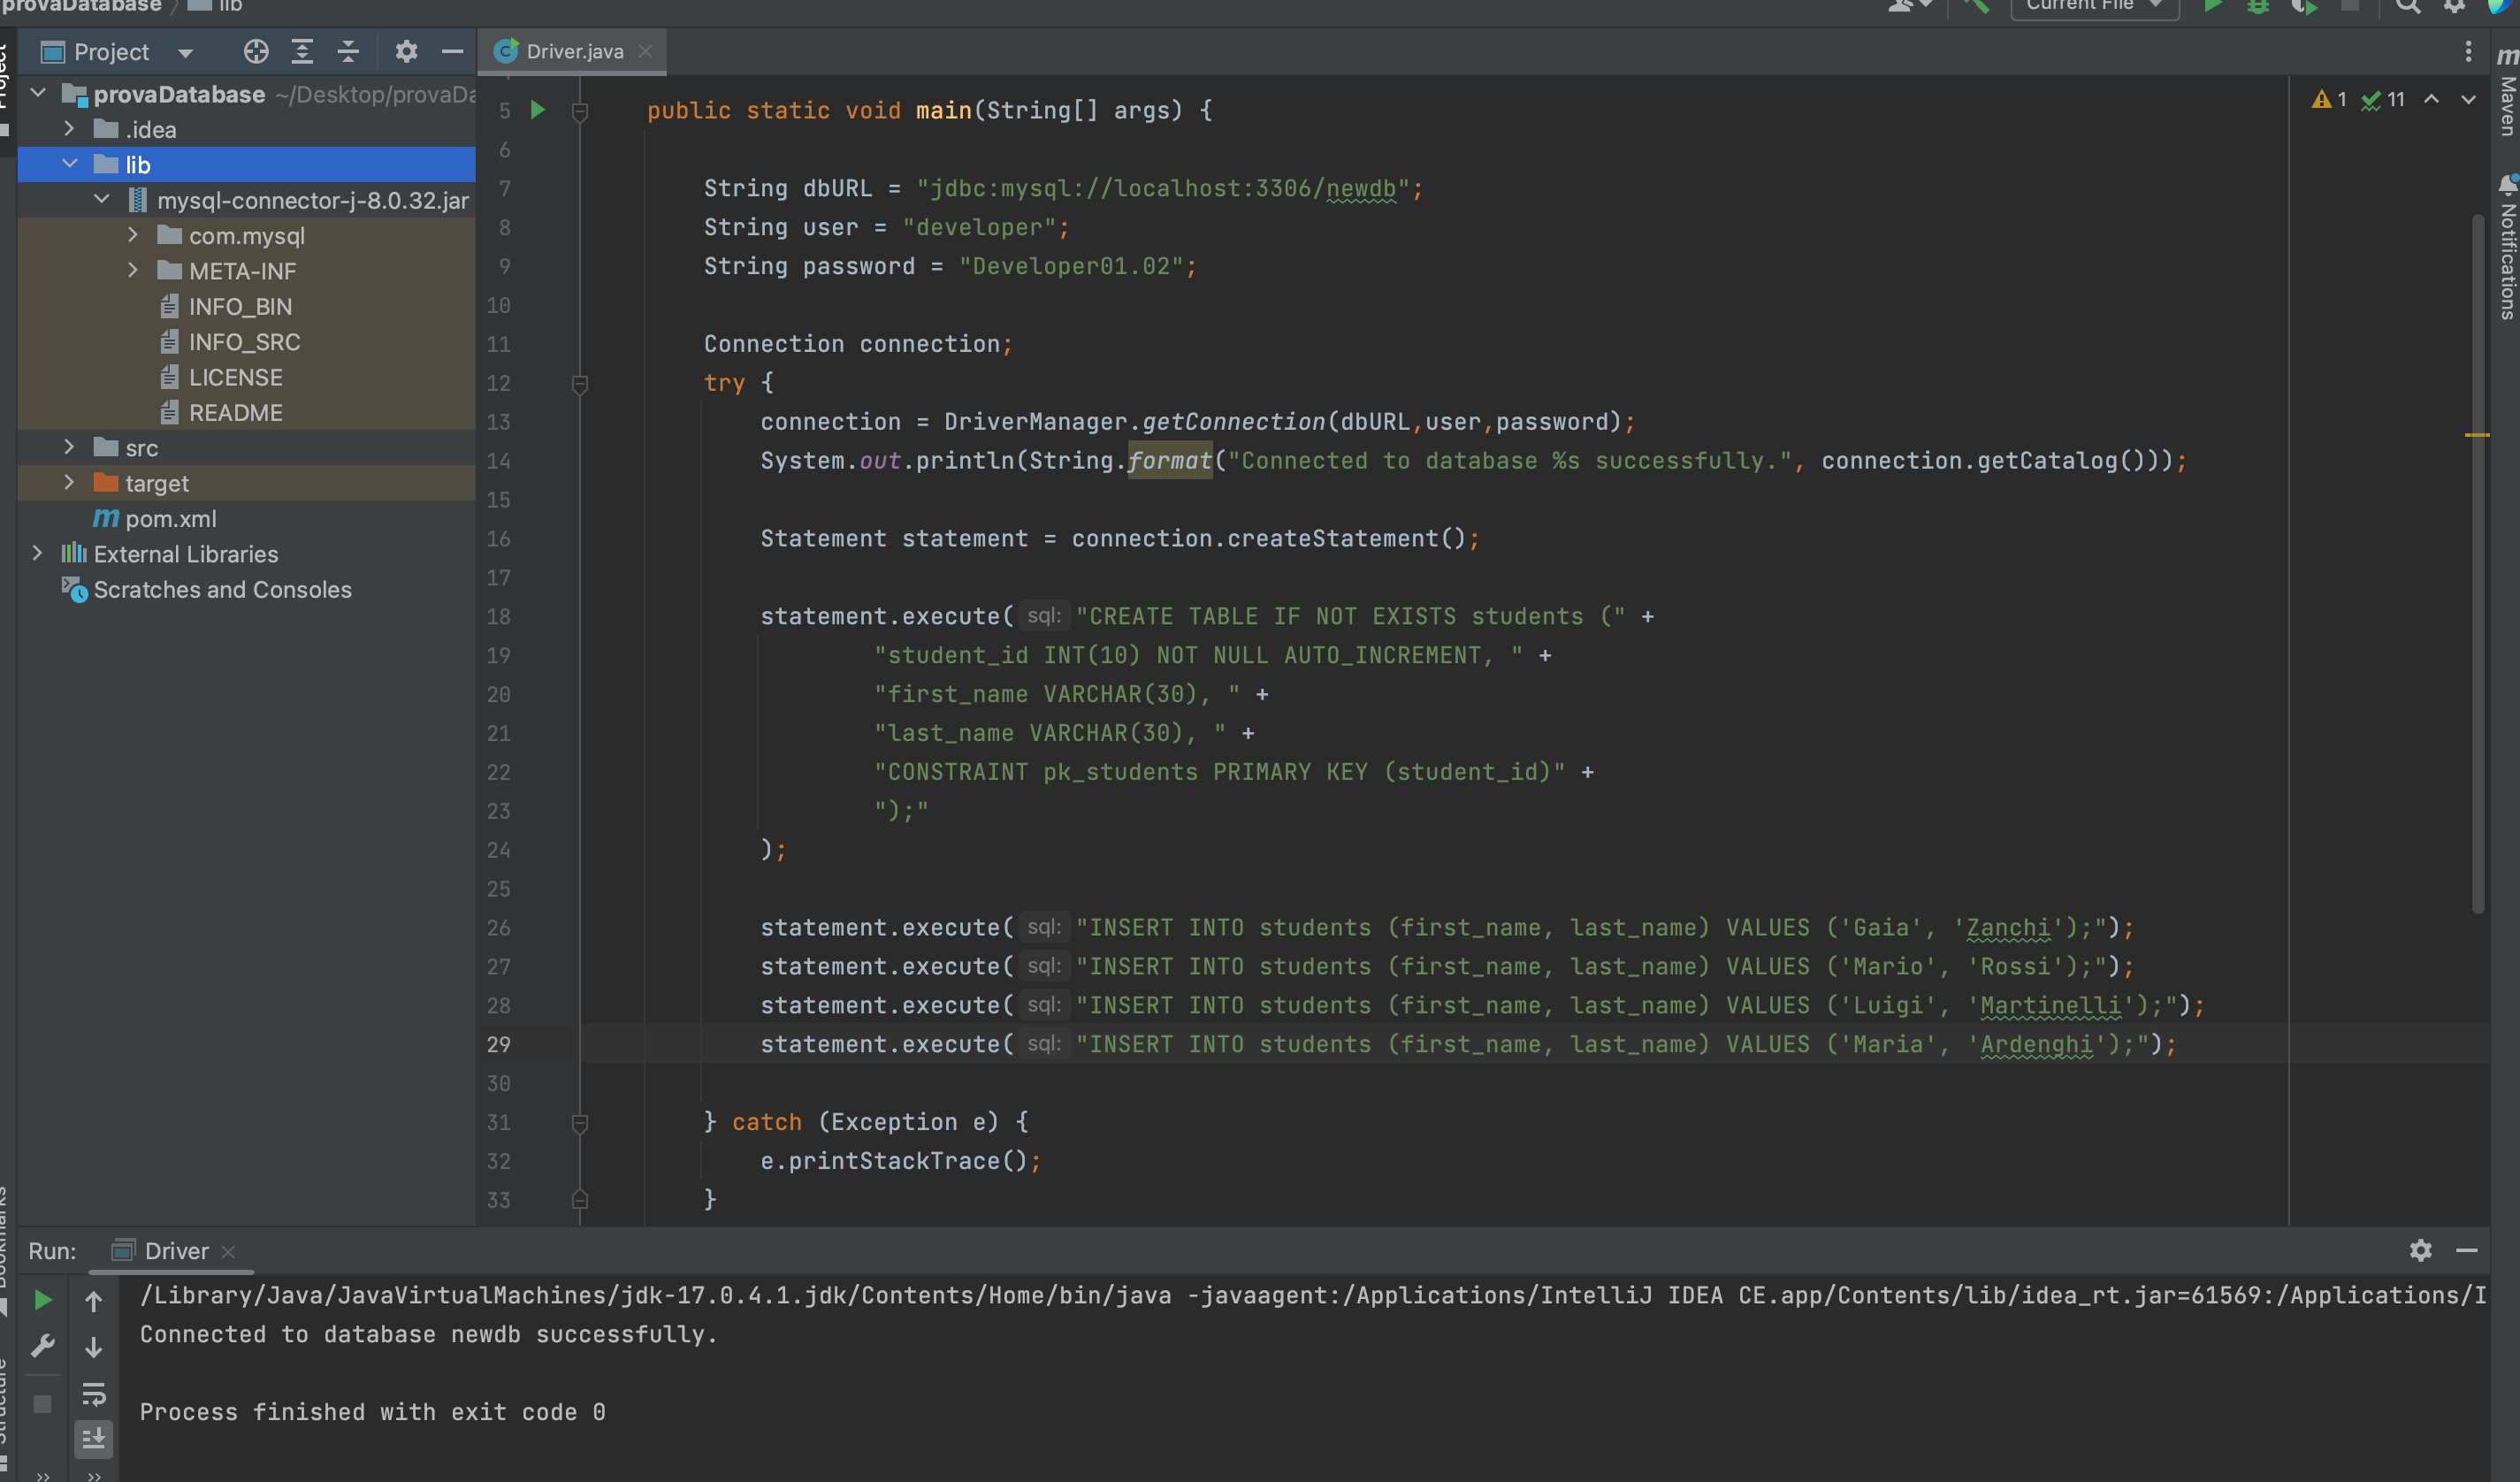 provaDatabase lib
Current File
Project
Driver.java
provaDatabase ~/Desktop/provaDa
.idea
lib
mysql-connector-j-8.0.32.jar
com.mysql
META-INF
INFO_BIN
INFO_SRC
LICENSE
README
src
target
pom.xml
External Libraries
Scratches and Consoles
1 11
5 public static void main(String[] args) {
6
7 String dbURL = "jdbc:mysql://localhost:3306/newdb";
8 String user = "developer";
9 String password = "Developer01.02";
10
11 Connection connection;
12 try {
13 connection = DriverManager.getConnection(dbURL,user,password);
14 System.out.println(String.format("Connected to database %s successfully.", connection.getCatalog()));
15
16 Statement statement = connection.createStatement();
17
18 statement.execute( sql: "CREATE TABLE IF NOT EXISTS students (" +
19 "student_id INT(10) NOT NULL AUTO_INCREMENT, " +
20 "first_name VARCHAR(30), " +
21 "last_name VARCHAR(30), " +
22 "CONSTRAINT pk_students PRIMARY KEY (student_id)" +
23 ");"
24 );
25
26 statement.execute( sql: "INSERT INTO students (first_name, last_name) VALUES ('Gaia', 'Zanchi');");
27 statement.execute( sql: "INSERT INTO students (first_name, last_name) VALUES ('Mario', 'Rossi');");
28 statement.execute( sql: "INSERT INTO students (first_name, last_name) VALUES ('Luigi', 'Martinelli');");
29 statement.execute( sql: "INSERT INTO students (first_name, last_name) VALUES ('Maria', 'Ardenghi');");
30
31 } catch (Exception e) {
32 e.printStackTrace();
33 }
m Maven
Notifications
Run: Driver
/Library/Java/JavaVirtualMachines/jdk-17.0.4.1.jdk/Contents/Home/bin/java -javaagent:/Applications/IntelliJ IDEA CE.app/Contents/lib/idea_rt.jar=61569:/Applications/I
Connected to database newdb successfully.
Process finished with exit code 0